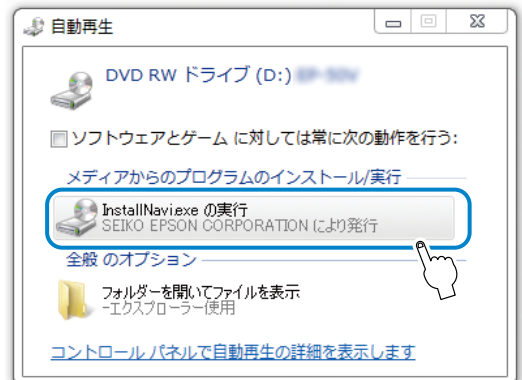 自動再生
DVD RW ドライブ (D:)
ソフトウェアとゲーム に対しては常に次の動作を行う:
メディアからのプログラムのインストール/実行
InstallNavi.exe の実行
SEIKO EPSON CORPORATION により発行
全般 のオプション
フォルダーを開いてファイルを表示
-エクスプローラー使用
コントロール パネルで自動再生の詳細を表示します